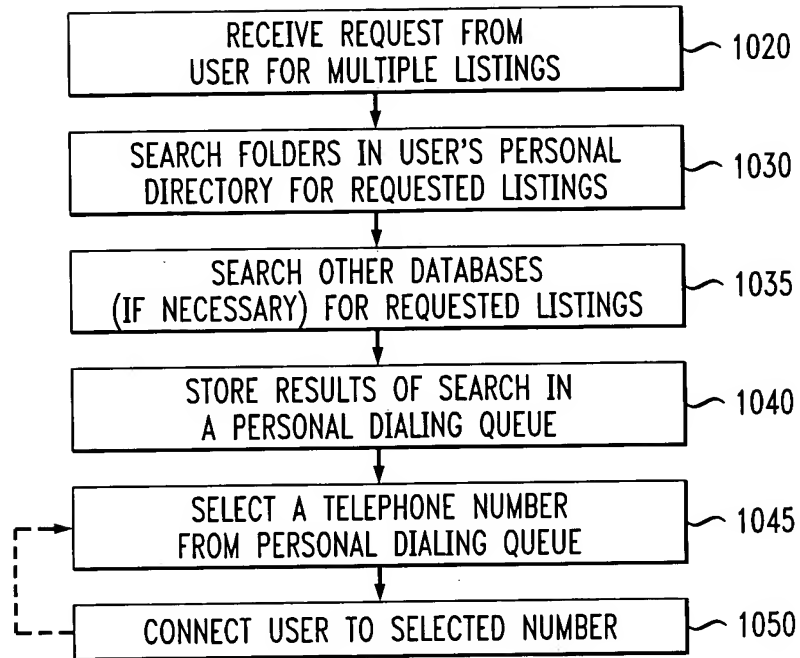 RECEIVE REQUEST FROM
USER FOR MULTIPLE LISTINGS
1020
SEARCH FOLDERS IN USER'S PERSONAL
DIRECTORY FOR REQUESTED LISTINGS
1030
SEARCH OTHER DATABASES
(IF NECESSARY) FOR REQUESTED LISTINGS
1035
STORE RESULTS OF SEARCH IN
A PERSONAL DIALING QUEUE
1040
SELECT A TELEPHONE NUMBER
FROM PERSONAL DIALING QUEUE
1045
CONNECT USER TO SELECTED NUMBER
1050